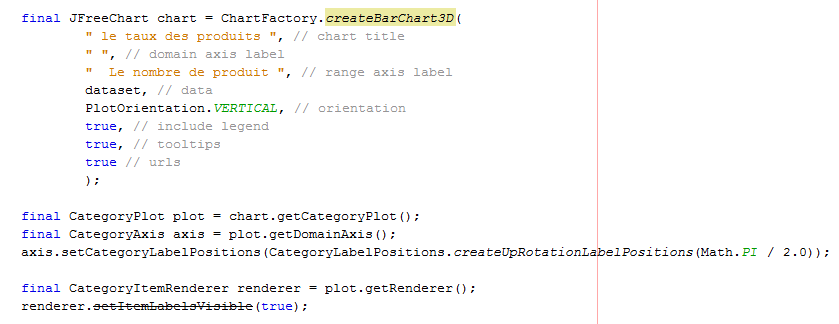 final JFreeChart chart = ChartFactory.createBarChart3D(
" le taux des produits ", // chart title
" ", // domain axis label
"  Le nombre de produit ", // range axis label
dataset, // data
PlotOrientation.VERTICAL, // orientation
true, // include legend
true, // tooltips
true // urls
);
final CategoryPlot plot = chart.getCategoryPlot();
final CategoryAxis axis = plot.getDomainAxis();
axis.setCategoryLabelPositions(CategoryLabelPositions.createUpRotationLabelPositions(Math.PI / 2.0));
final CategoryItemRenderer renderer = plot.getRenderer();
renderer.setItemLabelsVisible(true);